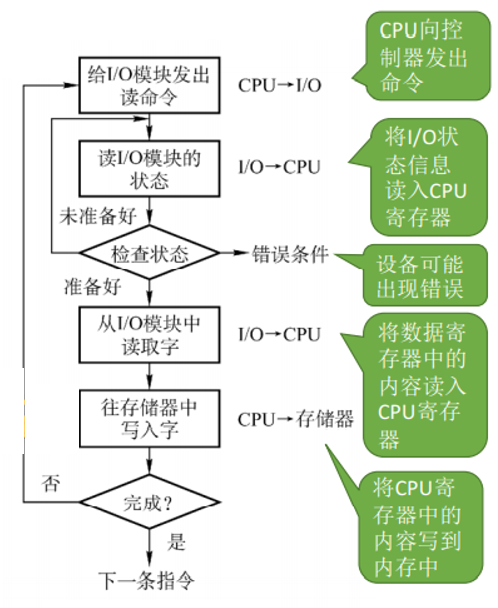 给I/O模块发出
读命令
CPU→I/O
CPU向控
制器发出
命令
读I/O模块的
状态
I/O→CPU
将I/O状
态信息
读入CPU
寄存器
未准备好
检查状态
错误条件
设备可能
出现错误
准备好
从I/O模块中
读取字
I/O→CPU
将数据寄
存器中的
内容读入
CPU寄存
器
往存储器中
写入字
CPU→存储器
将CPU寄
存器中的
内容写到
内存中
否
完成?
是
下一条指令